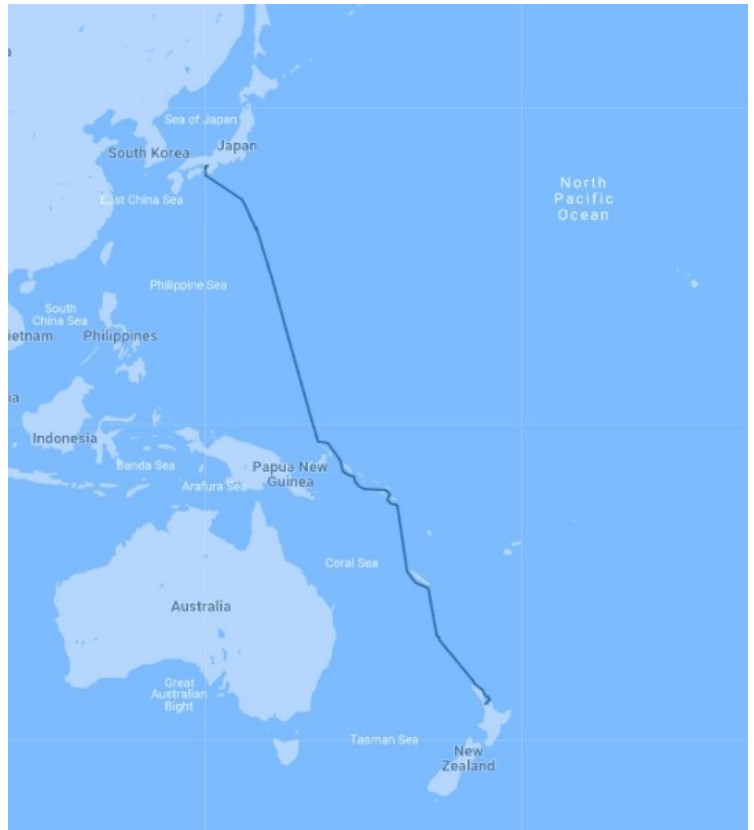 Sea of Japan
Japan
South Korea
East China Sea
North
Pacific
Ocean
Philippine Sea
South
China Sea
ietnam
Philippines
Indonesia
Banda Sea
Papua New
Guinea
Arafura Sea
Coral Sea
Australia
Great
Australian
Bight
Tasman Sea
New
Zealand